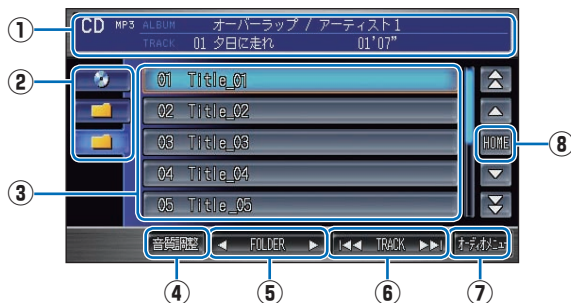 CD MP3 ALBUM オーバーラップ / アーティスト1
TRACK 01 夕日に走れ 01'07”
①
②
01 Title_01
02 Title_02
HOME
⑧
03 Title_03
③
04 Title_04
05 Title_05
音質調整 ◄ FOLDER ► I◄◄ TRACK ►►I オーディオメニュー
④ ⑤ ⑥ ⑦